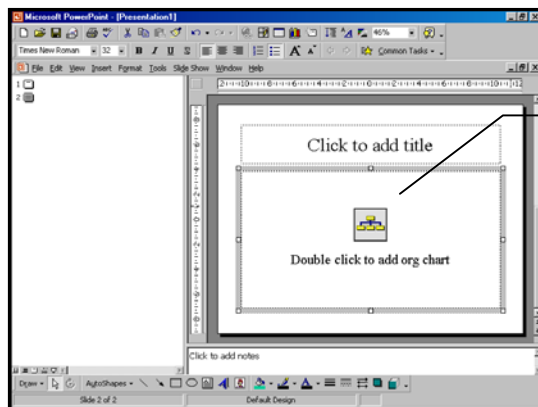 Microsoft PowerPoint - [Presentation1]
46%
Times New Roman 32 B I U S A A Common Tasks
File Edit View Insert Format Tools Slide Show Window Help
1
2
Click to add title
Double click to add org chart
Click to add notes
Draw AutoShapes
Slide 2 of 2 Default Design